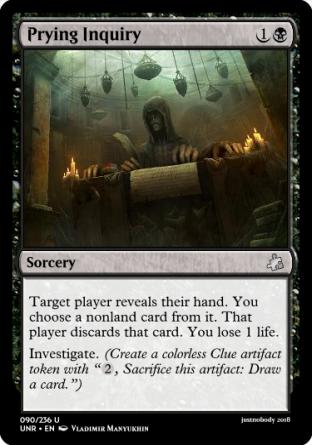 Prying Inquiry 1
Sorcery
Target player reveals their hand. You
choose a nonland card from it. That
player discards that card. You lose 1 life.
Investigate. (Create a colorless Clue artifact
token with “2, Sacrifice this artifact: Draw
a card.”)
090/236 U justnobody 2018
UNR • EN Vladimir Manyukhin